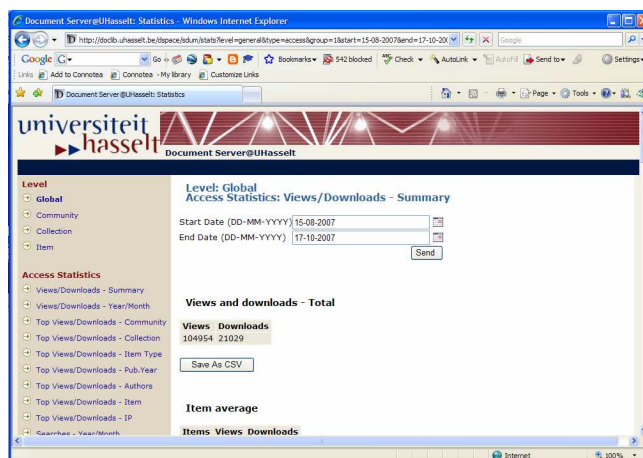 Document Server@UHasselt: Statistics - Windows Internet Explorer
http://doclib.uhasselt.be/dspace/sdum/stats?level=general&type=access&group=1&start=15-08-2007&end=17-10-20
Google
Google G Go Bookmarks 542 blocked Check AutoLink AutoFill Send to Settings
Links Add to Connotea Connotea - My library Customize Links
Document Server@UHasselt: Statistics
Page Tools
universiteit
hasselt
Document Server@UHasselt
Level
Global
Community
Collection
Item
Access Statistics
Views/Downloads - Summary
Views/Downloads - Year/Month
Top Views/Downloads - Community
Top Views/Downloads - Collection
Top Views/Downloads - Item Type
Top Views/Downloads - Pub.Year
Top Views/Downloads - Authors
Top Views/Downloads - Item
Top Views/Downloads - IP
Searches - Year/Month
Level: Global
Access Statistics: Views/Downloads - Summary
Start Date (DD-MM-YYYY) 15-08-2007
End Date (DD-MM-YYYY) 17-10-2007
Send
Views and downloads - Total
Views Downloads
104954 21029
Save As CSV
Item average
Items Views Downloads
Internet 100%